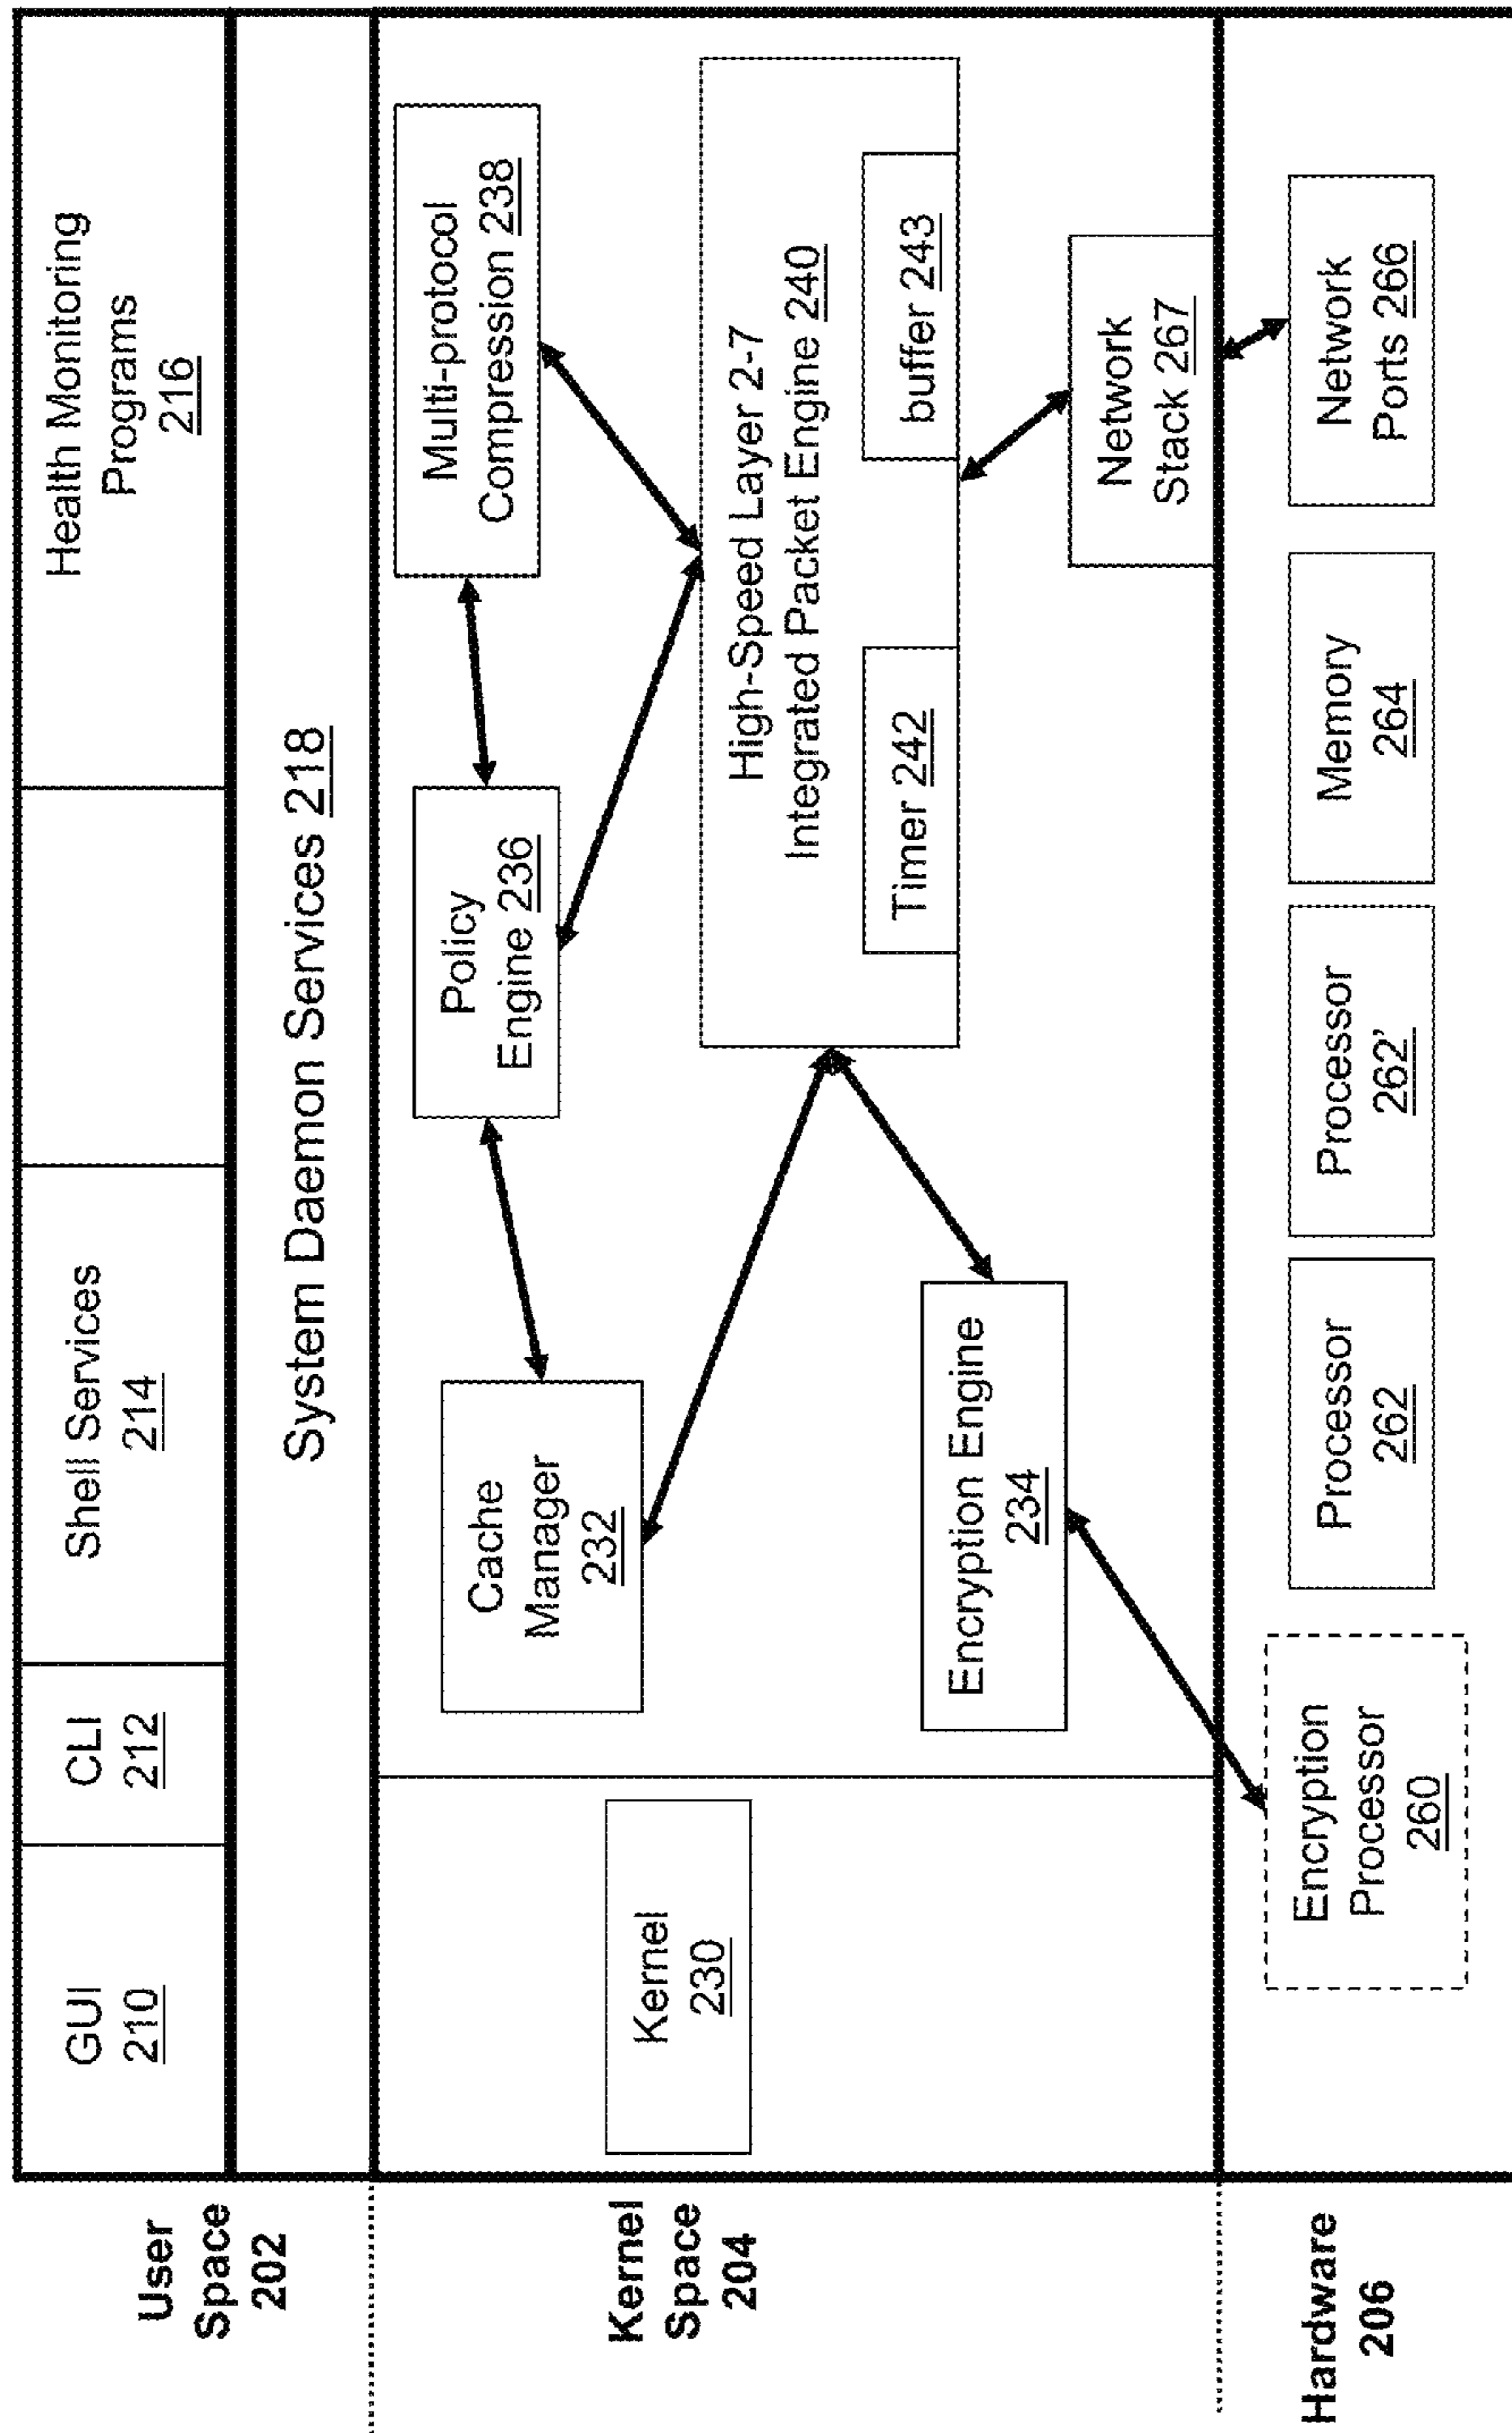 User
Space
202
GUI
210
CLI
212
Shell Services
214
Health Monitoring
Programs
216
System Daemon Services 218
Kernel
Space
204
Kernel
230
Cache
Manager
232
Policy
Engine 236
Multi-protocol
Compression 238
High-Speed Layer 2-7
Integrated Packet Engine 240
Timer 242
buffer 243
Encryption Engine
234
Network
Stack 267
Hardware
206
Encryption
Processor
260
Processor
262
Processor
262'
Memory
264
Network
Ports 266